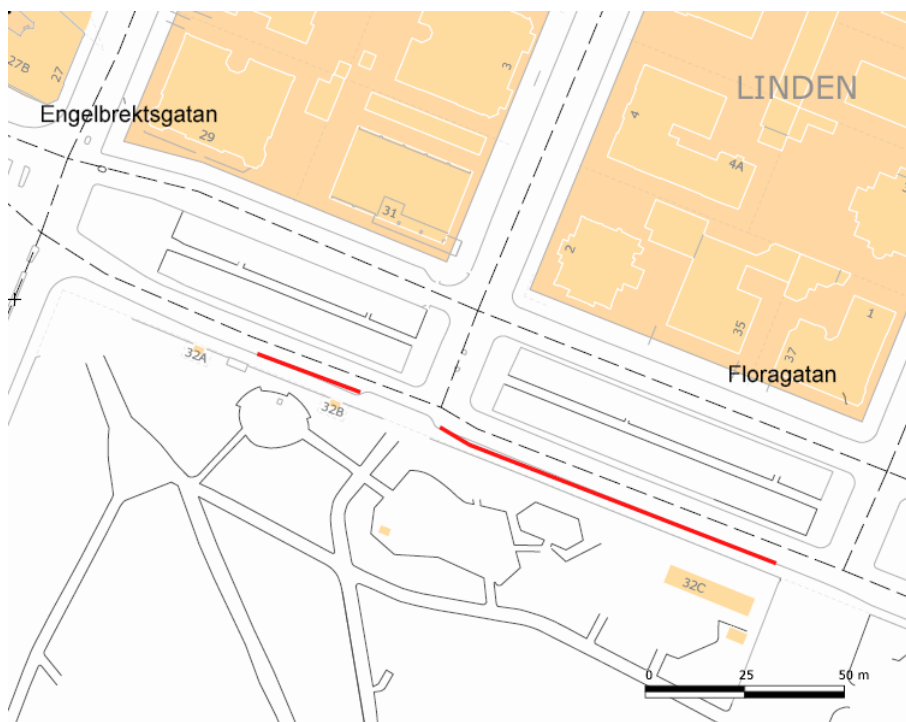 27B
27
3
LINDEN
Engelbrektsgatan
29
4
4A
31
2
35
1
37
32A
Floragatan
32B
32C
0 25 50 m